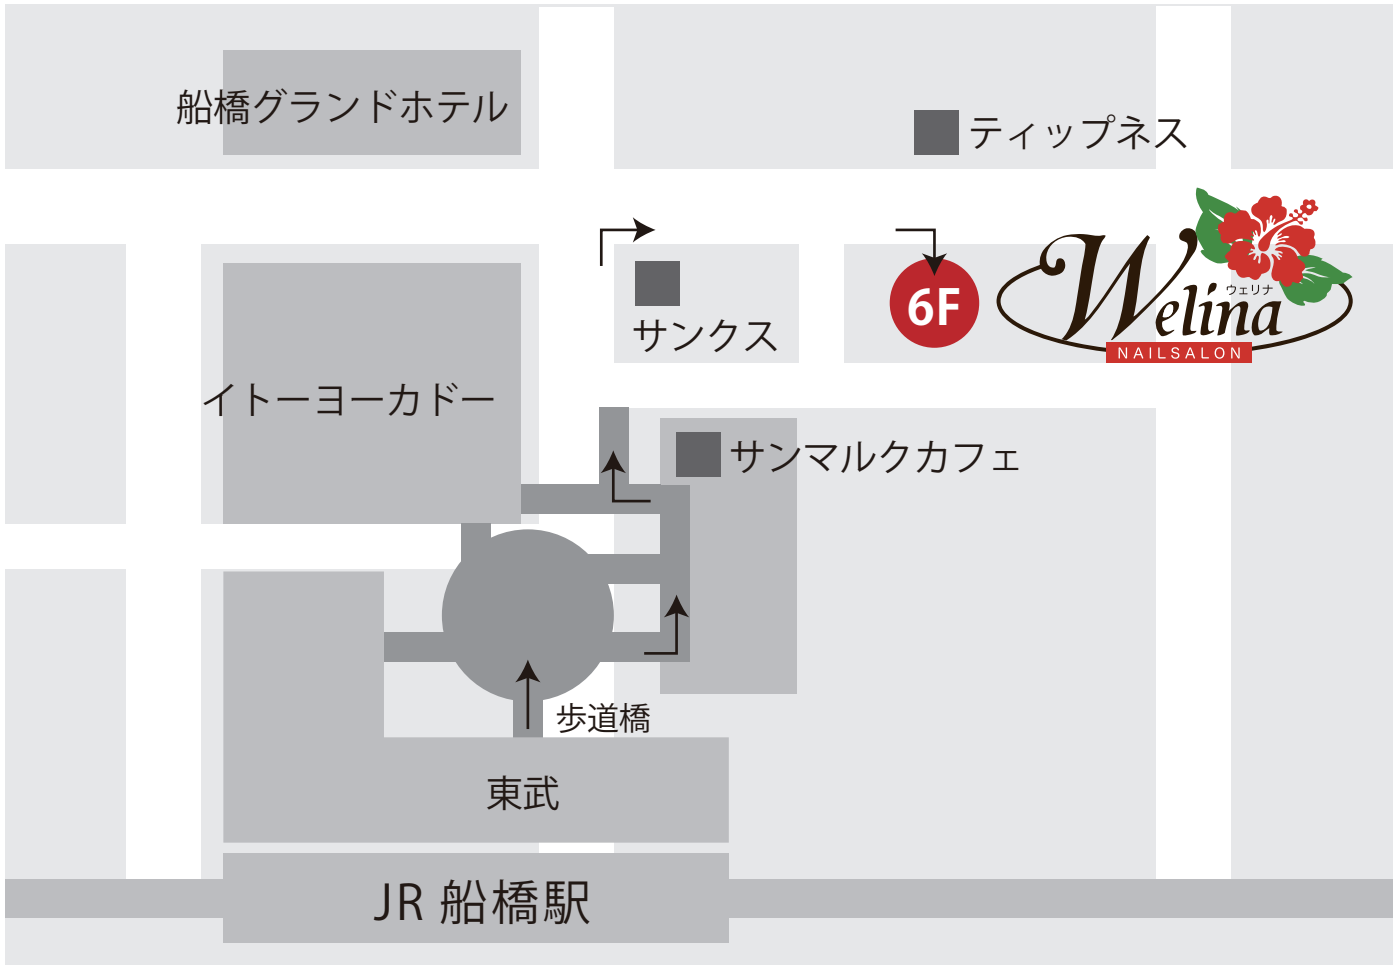 船橋グランドホテル
ティップネス
サンクス
6F
Welina
ウェリナ
NAILSALON
イトーヨーカドー
サンマルクカフェ
歩道橋
東武
JR 船橋駅